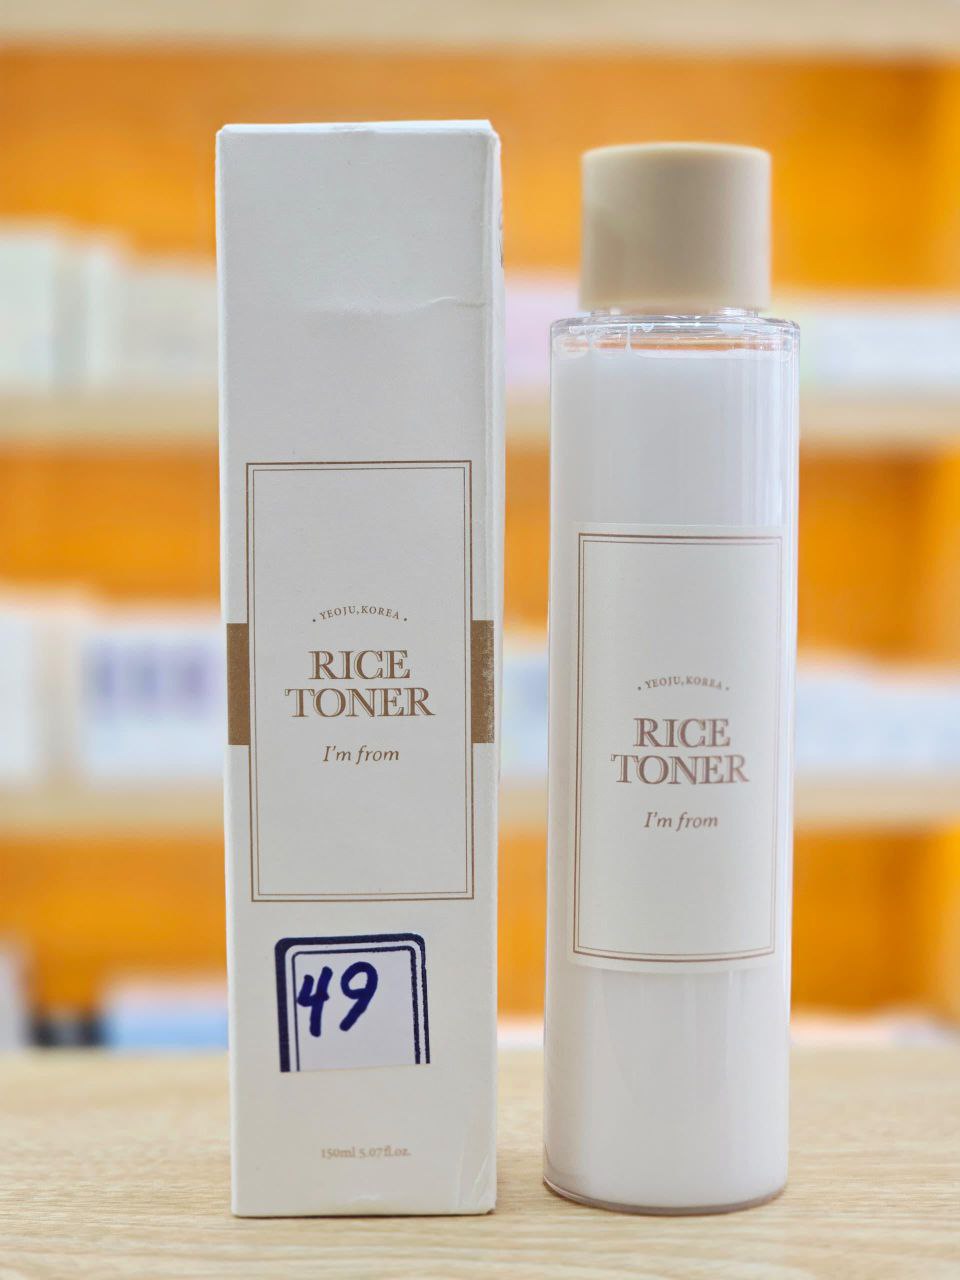 • YEOJU, KOREA •
RICE
TONER
I'm from
49
150ml 5.07fl.oz.
• YEOJU, KOREA •
RICE
TONER
I'm from